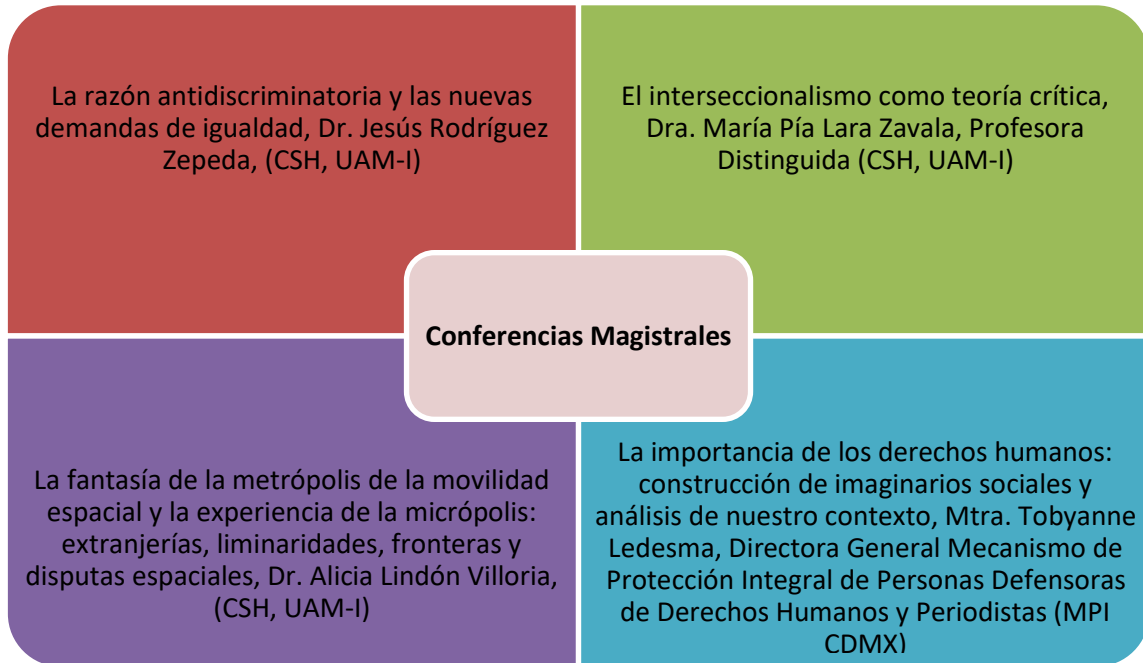 La razón antidiscriminatoria y las nuevas
demandas de igualdad, Dr. Jesús Rodríguez
Zepeda, (CSH, UAM-I)
El interseccionalismo como teoría crítica,
Dra. María Pía Lara Zavala, Profesora
Distinguida (CSH, UAM-I)
Conferencias Magistrales
La fantasía de la metrópolis de la movilidad
espacial y la experiencia de la micrópolis:
extranjerías, liminaridades, fronteras y
disputas espaciales, Dr. Alicia Lindón Villoria,
(CSH, UAM-I)
La importancia de los derechos humanos:
construcción de imaginarios sociales y
análisis de nuestro contexto, Mtra. Tobyanne
Ledesma, Directora General Mecanismo de
Protección Integral de Personas Defensoras
de Derechos Humanos y Periodistas (MPI
CDMX)